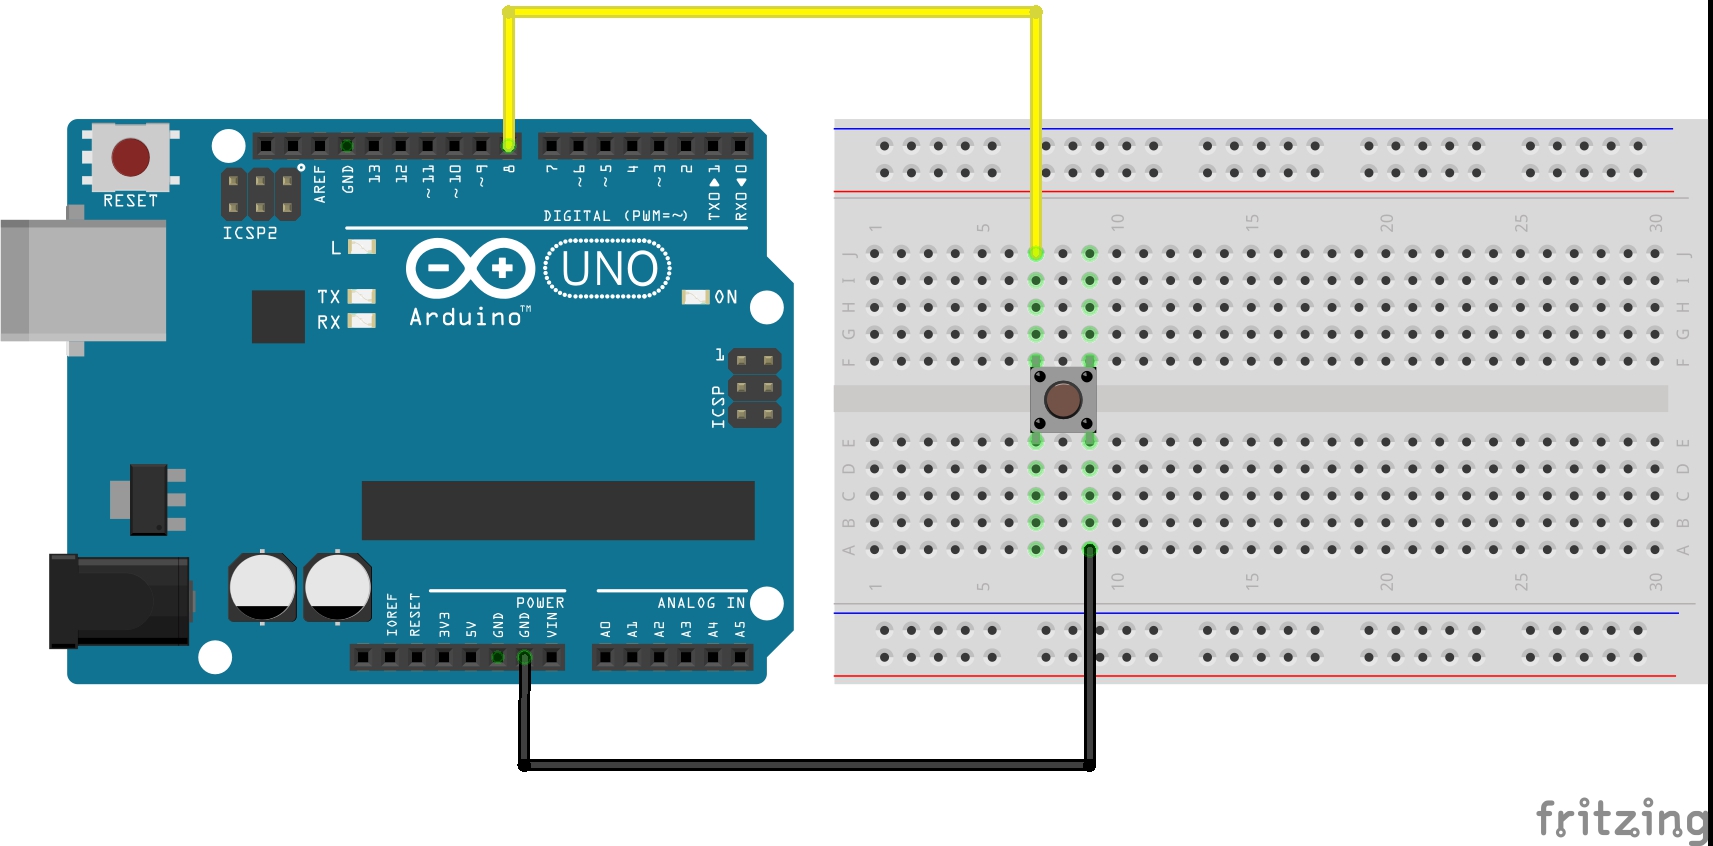 RESET
ICSP2
AREF
GND
13
12
~11
~10
~9
8
7
~6
~5
4
~3
2
TX0▶1
RX0◀0
DIGITAL (PWM=~)
L
TX
RX
UNO
Arduino™
ON
1
ICSP
IOREF
RESET
3V3
5V
GND
GND
VIN
POWER
ANALOG IN
A0
A1
A2
A3
A4
A5
1 5 10 15 20 25 30
J J
I I
H H
G G
F F
E E
D D
C C
B B
A A
1 5 10 15 20 25 30
fritzing